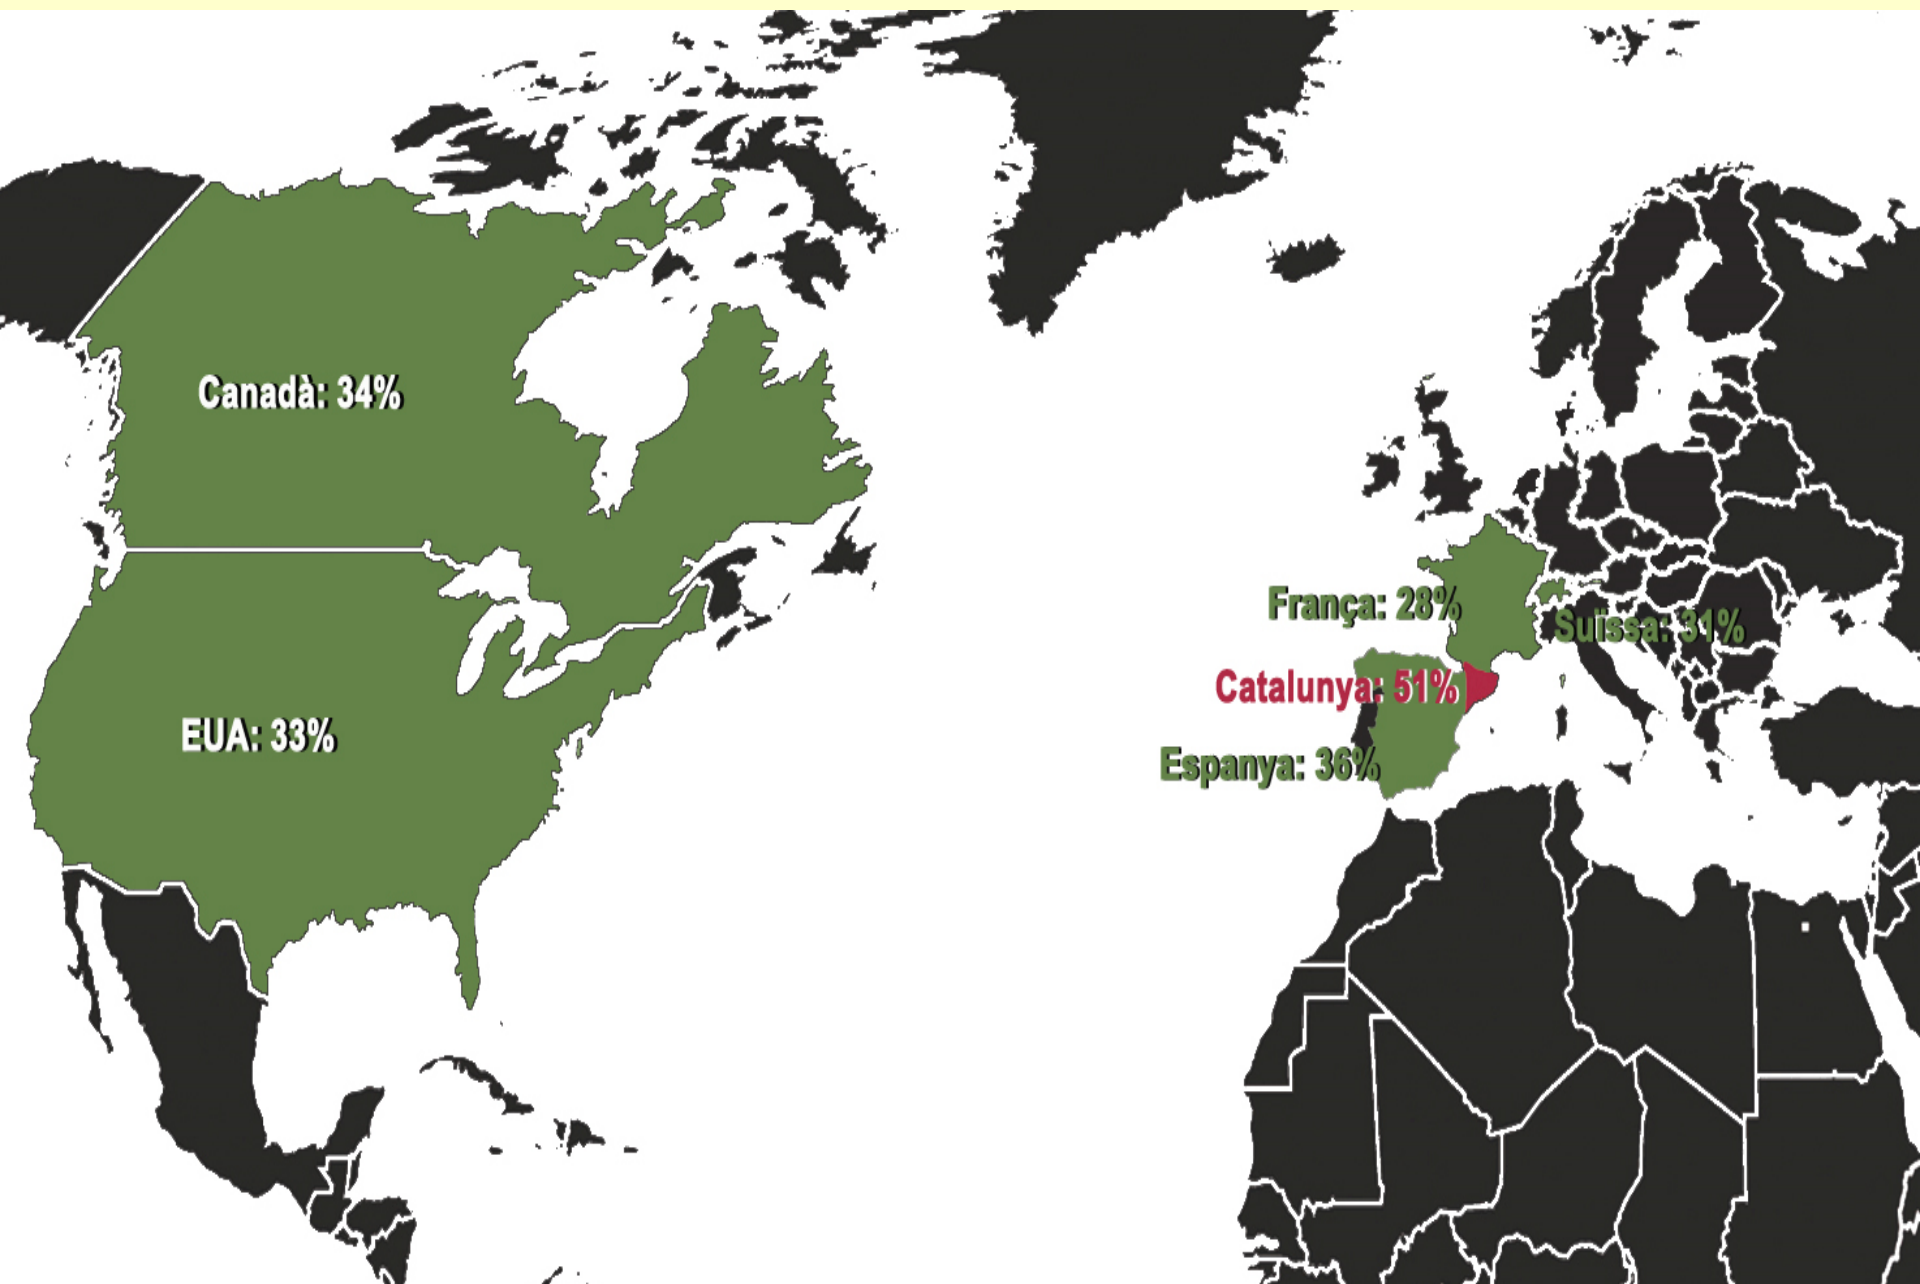 Canadà: 34%
EUA: 33%
França: 28%
Suïssa: 31%
Catalunya: 51%
Espanya: 36%